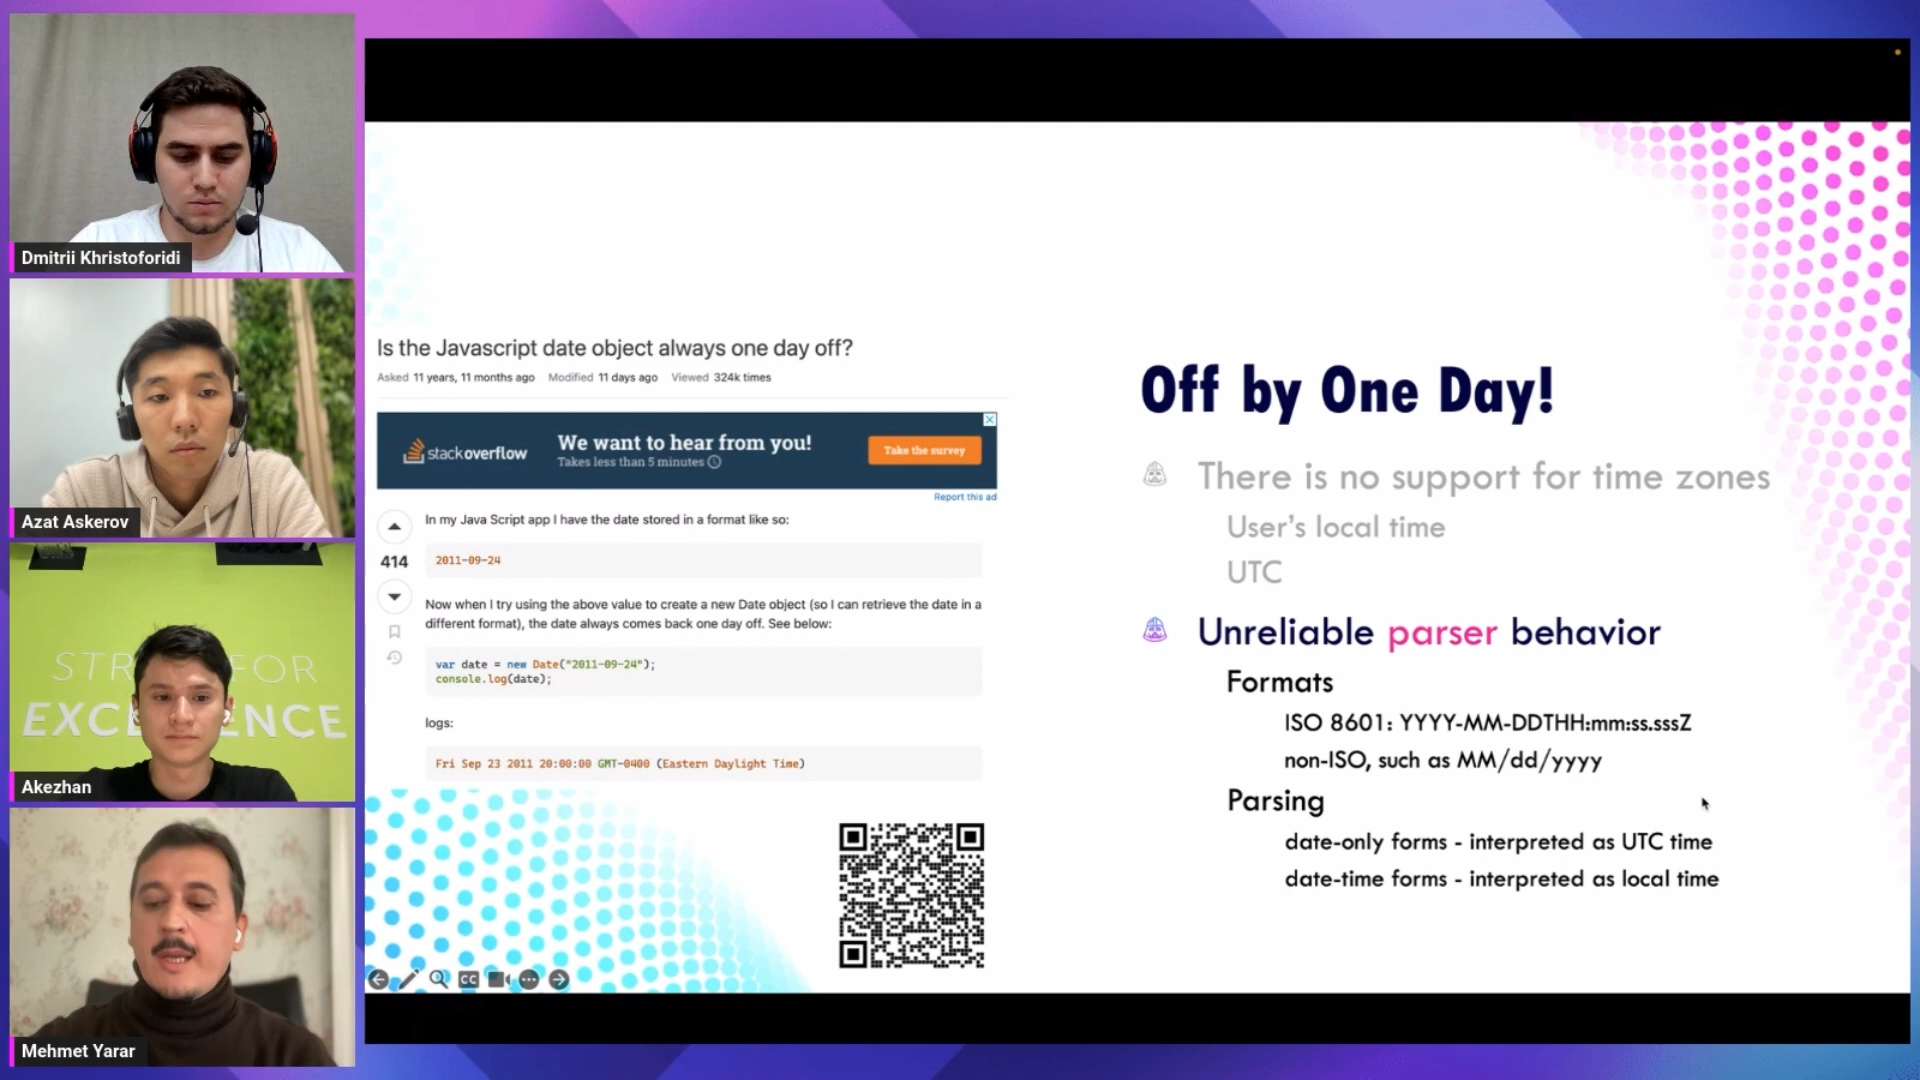 Dmitrii Khristoforidi
Azat Askerov
STR FOR
EXC ENCE
Akezhan
Mehmet Yarar
Is the Javascript date object always one day off?
Asked 11 years, 11 months ago Modified 11 days ago Viewed 324k times
stackoverflow
We want to hear from you!
Takes less than 5 minutes
Take the survey
Report this ad
414
In my Java Script app I have the date stored in a format like so:
2011-09-24
Now when I try using the above value to create a new Date object (so I can retrieve the date in a
different format), the date always comes back one day off. See below:
var date = new Date("2011-09-24");
console.log(date);
logs:
Fri Sep 23 2011 20:00:00 GMT-0400 (Eastern Daylight Time)
CC
Off by One Day!
There is no support for time zones
User's local time
UTC
Unreliable parser behavior
Formats
ISO 8601: YYYY-MM-DDTHH:mm:ss.sssZ
non-ISO, such as MM/dd/yyyy
Parsing
date-only forms - interpreted as UTC time
date-time forms - interpreted as local time